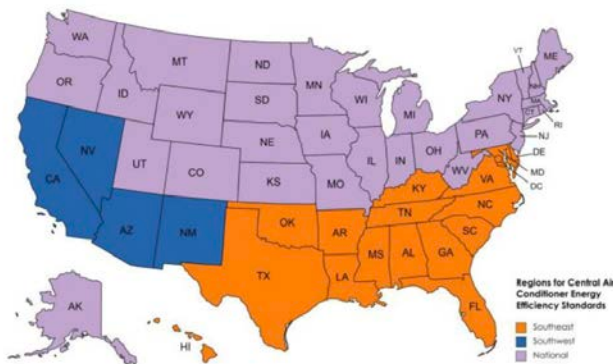 WA
MT
ND
MN
VT
ME
OR
ID
SD
WI
MI
NY
NH
MA
CT
RI
WY
IA
PA
NJ
NV
UT
CO
NE
IL
IN
OH
DE
MD
DC
CA
KS
MO
WV
VA
KY
AZ
NM
OK
AR
TN
NC
SC
TX
LA
MS
AL
GA
FL
AK
HI
Regions for Central Air
Conditioner Energy
Efficiency Standards
Southeast
Southwest
National